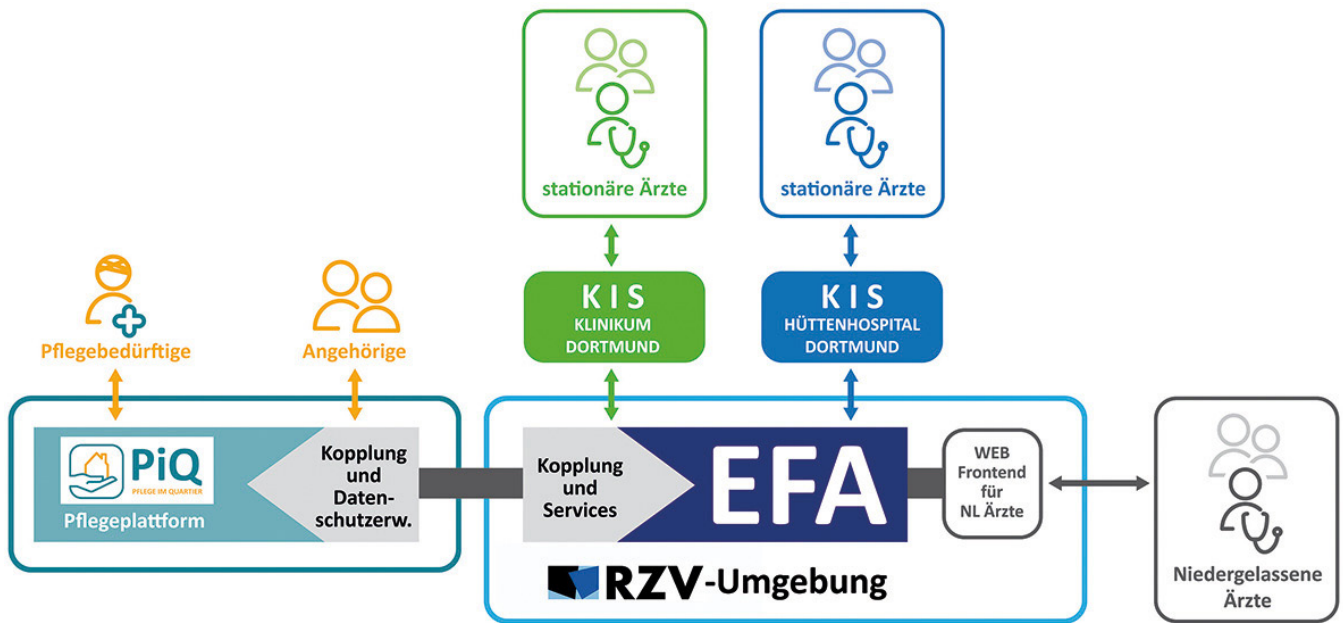 stationäre Ärzte
stationäre Ärzte
KIS
KLINIKUM
DORTMUND
KIS
HÜTTENHOSPITAL
DORTMUND
Pflegebedürftige
Angehörige
PiQ
PFLEGE IM QUARTIER
Pflegeplattform
Kopplung
und
Daten-
schutzerw.
Kopplung
und
Services
EFA
WEB
Frontend
für
NL Ärzte
RZV-Umgebung
Niedergelassene
Ärzte